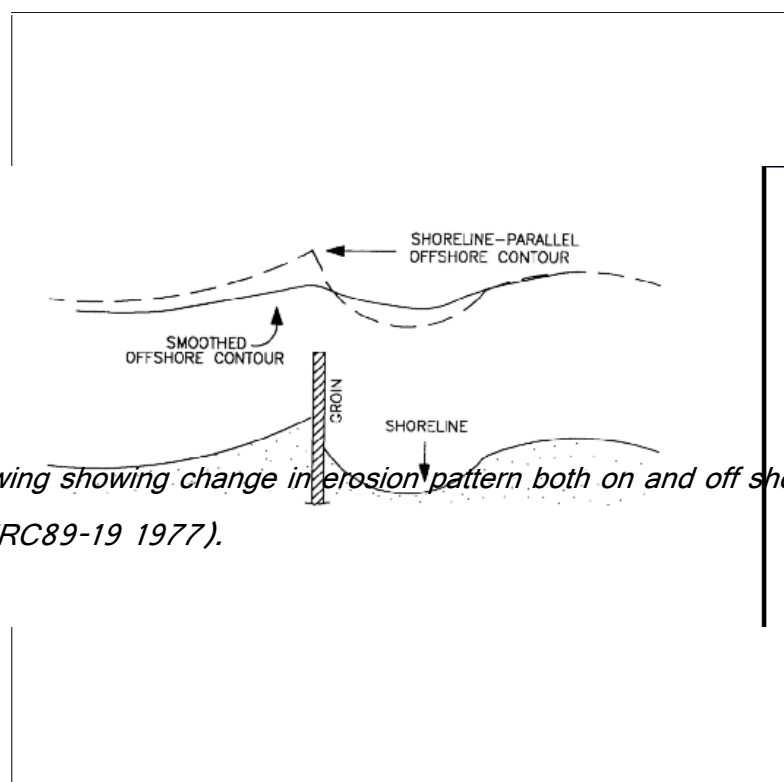 SHORELINE-PARALLEL
OFFSHORE CONTOUR
SMOOTHED
OFFSHORE CONTOUR
GROIN
SHORELINE
wing showing change in erosion pattern both on and off sho
RC89-19 1977).